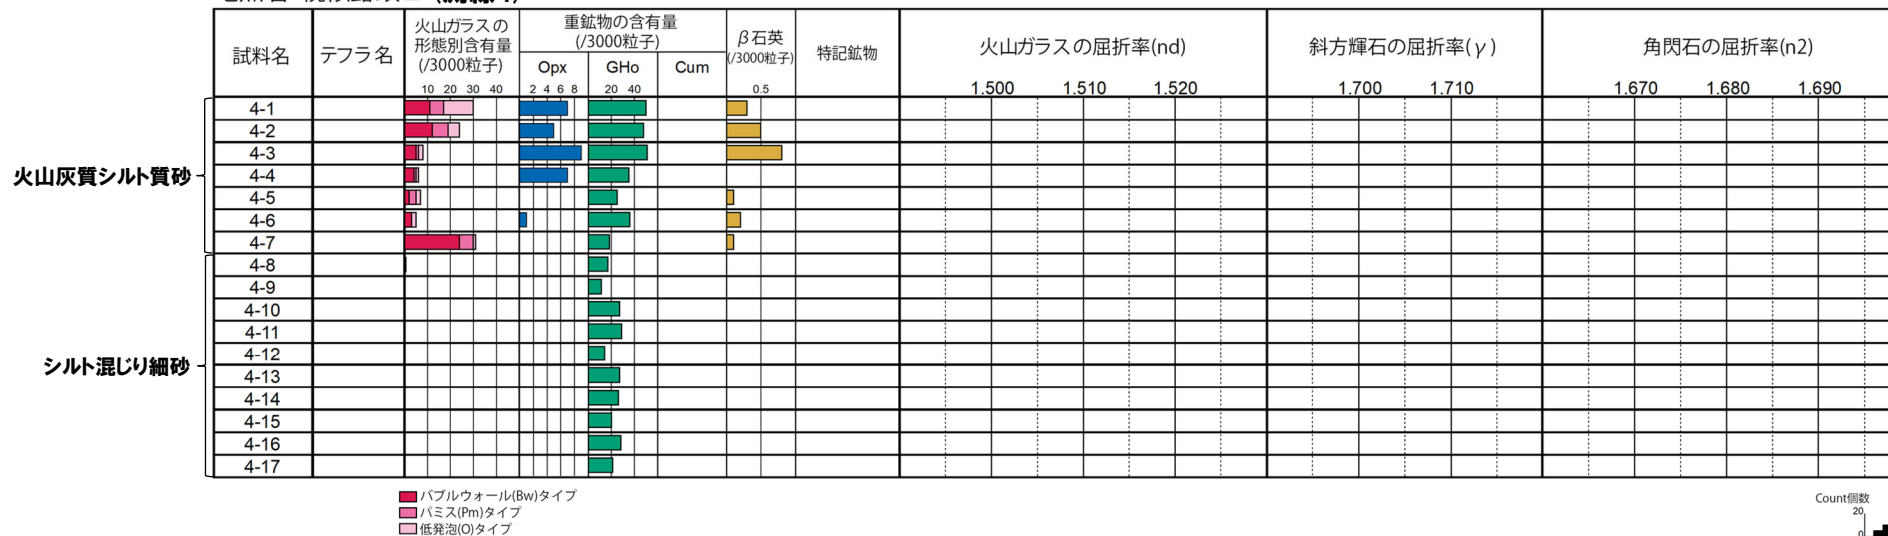 試料名
テフラ名
火山ガラスの
形態別含有量
(/3000粒子)
10 20 30 40
重鉱物の含有量
(/3000粒子)
Opx GHo Cum
2 4 6 8 20 40
β石英
(/3000粒子)
0.5
特記鉱物
火山ガラスの屈折率(nd)
1.500 1.510 1.520
斜方輝石の屈折率(γ)
1.700 1.710
角閃石の屈折率(n2)
1.670 1.680 1.690
火山灰質シルト質砂
4-1
4-2
4-3
4-4
4-5
4-6
4-7
シルト混じり細砂
4-8
4-9
4-10
4-11
4-12
4-13
4-14
4-15
4-16
4-17
バブルウォール(Bw)タイプ
パミス(Pm)タイプ
低発泡(O)タイプ
Count個数
20
0